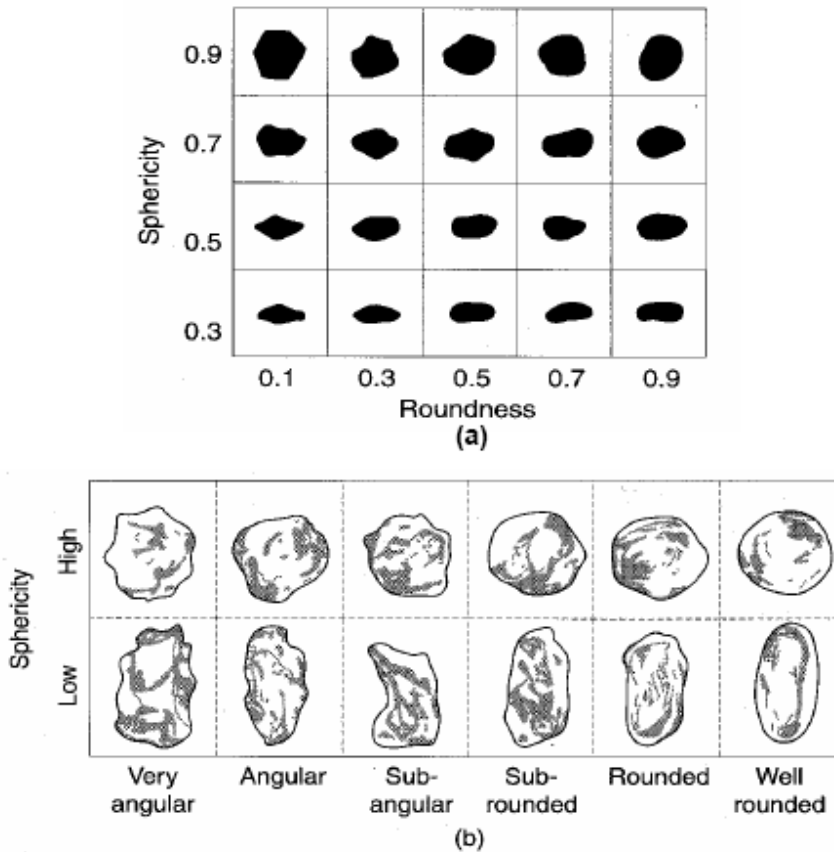 0.9
0.7
0.5
0.3
Sphericity
0.1 0.3 0.5 0.7 0.9
Roundness
(a)
Sphericity
High
Low
Very angular
Angular
Sub-angular
Sub-rounded
Rounded
Well rounded
(b)